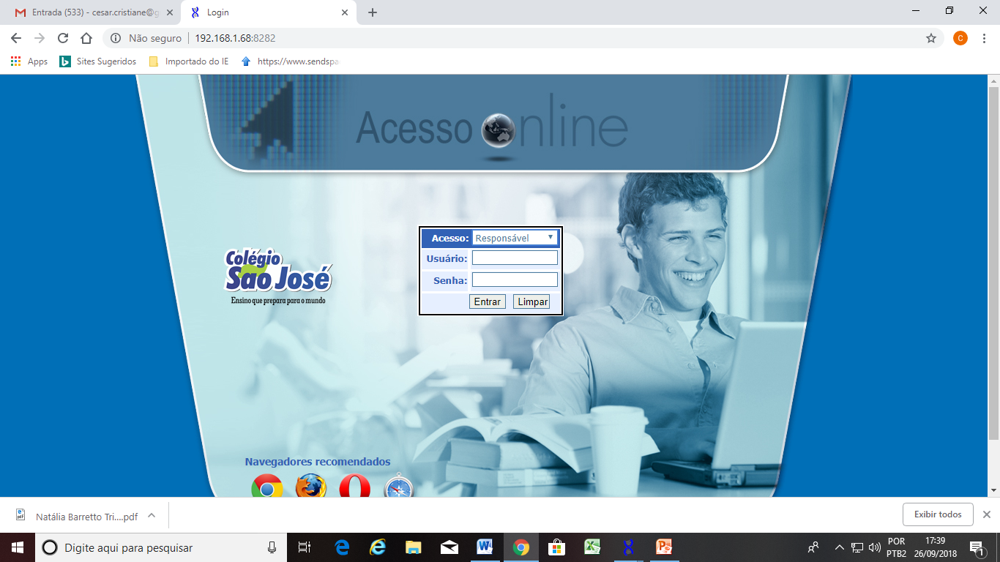 Entrada (533) - cesar.cristiane@g
Login
Não seguro
192.168.1.68:8282
Apps
Sites Sugeridos
Importado do IE
https://www.sendspa
Acesso Online
Acesso: Responsável
Usuário:
Senha:
Entrar Limpar
Colégio
São José
Ensino que prepara para o mundo
Navegadores recomendados
Natália Barretto Tri....pdf
Exibir todos
Digite aqui para pesquisar
POR
PTB2
17:39
26/09/2018
1